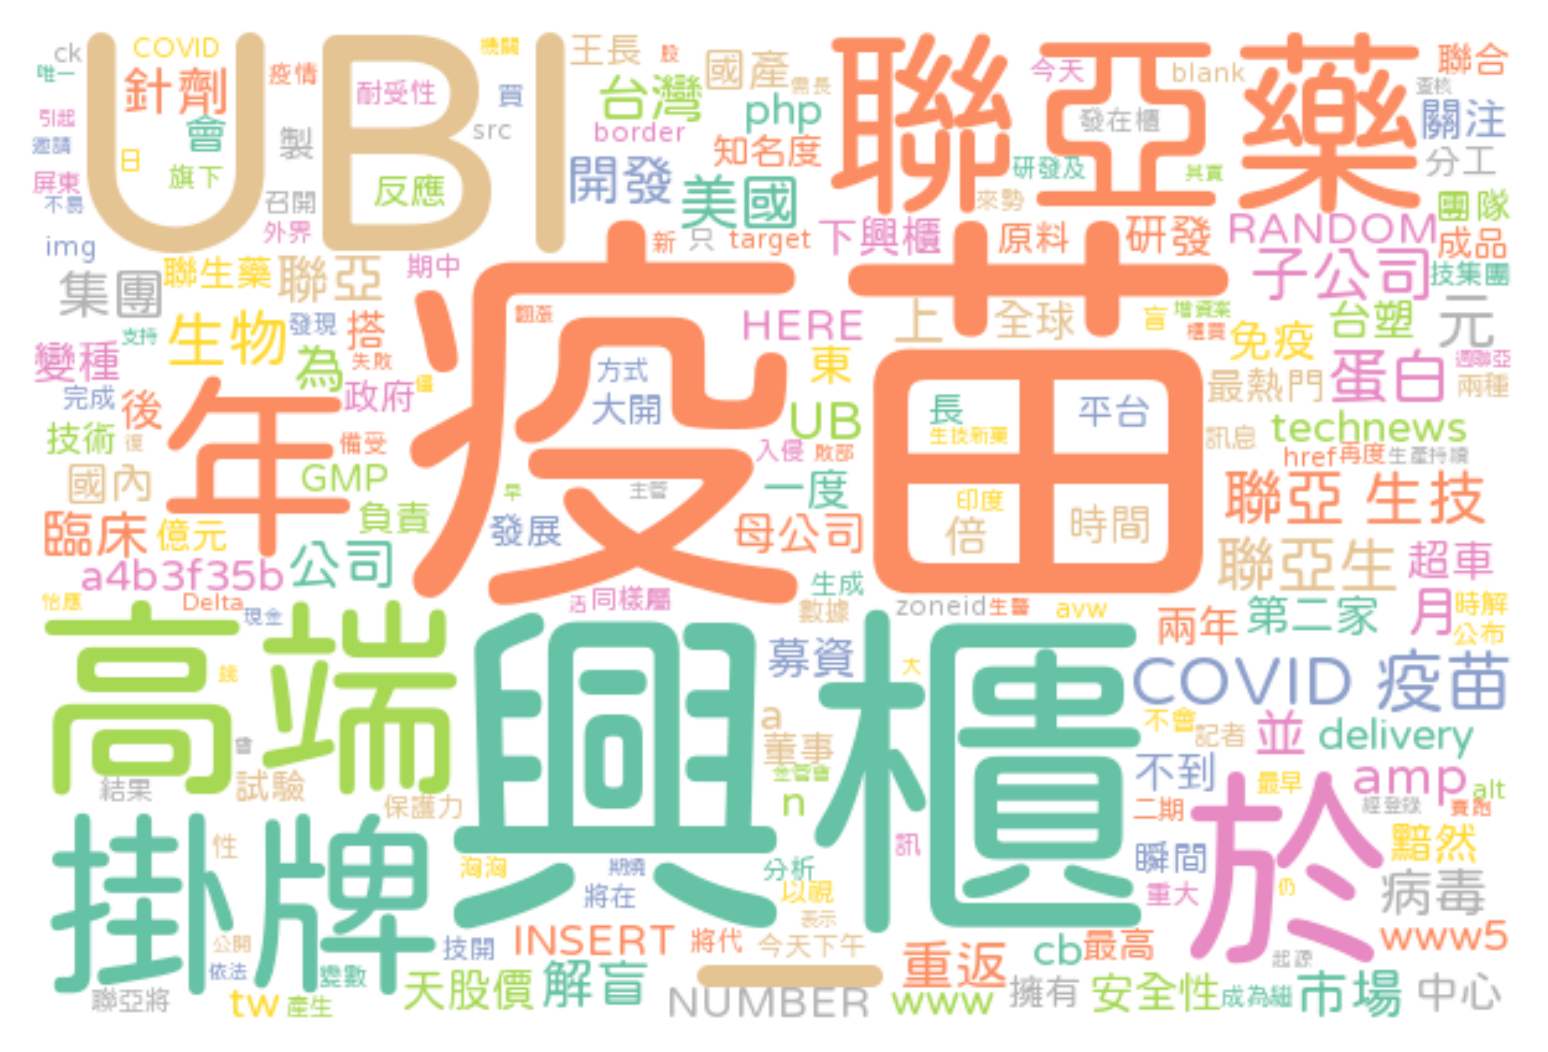 ck
COVID
唯一
針劑
疫情
UBI
王長
股
國產
需長
聯亞藥
今天
blank
聯合
查核
引起
會
耐受性
買
台灣
php
發在櫃
關注
邀請
日
製
src
border
知名度
分工
屏東
旗下
反應
開發
美國
研發及
其實
不易
召開
來勢
團隊
img
外界
新
只
target
下興櫃
原料
研發
RANDOM
成品
集團
聯生藥
聯亞
期中
疫苗
子公司
技集團
翻漲
支持
生物
發現
搭
HERE
上
全球
盲
增資案
櫃買
免疫
台塑
元
變種
為
失敗
方式
東
最熱門
蛋白
兩種
完成
後
政府
大開
UB
長
平台
technews
技術
年
備受
入侵
敗部
生技新藥
訊息
href
再度
生產持續
國內
GMP
早
主管
一度
印度
時間
聯亞 生技
臨床
億元
負責
發展
母公司
倍
a4b3f35b
公司
聯亞生
超車
怡應
Delta
現金
活
同樣屬
生成
數據
zoneid
生醫
avw
兩年
第二家
月
時解
公布
高端
錢
興櫃
募資
大
COVID 疫苗
曾
a
董事
不會
記者
並
delivery
結果
試驗
保護力
金管會
n
不到
最早
amp
alt
二期
經登錄
賽跑
掛牌
性
洶洶
分析
訊
瞬間
於
黯然
將在
以視
重大
仍
病毒
公開
表示
依法
變數
技開
INSERT
將代
今天下午
重返
cb
最高
起源
www5
聯亞將
tw
產生
天股價
解盲
一
NUMBER
www
擁有
安全性
成為繼
市場
中心